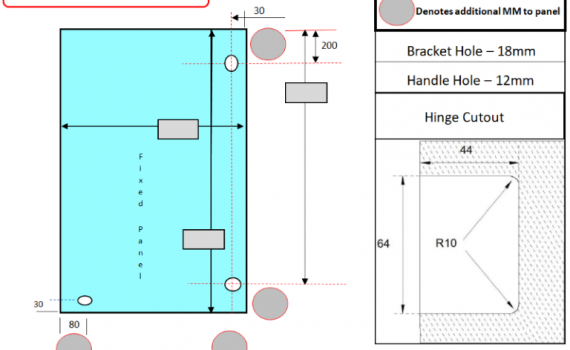 30
200
Fixed Panel
30
80
Denotes additional MM to panel
Bracket Hole – 18mm
Handle Hole – 12mm
Hinge Cutout
44
64
R10